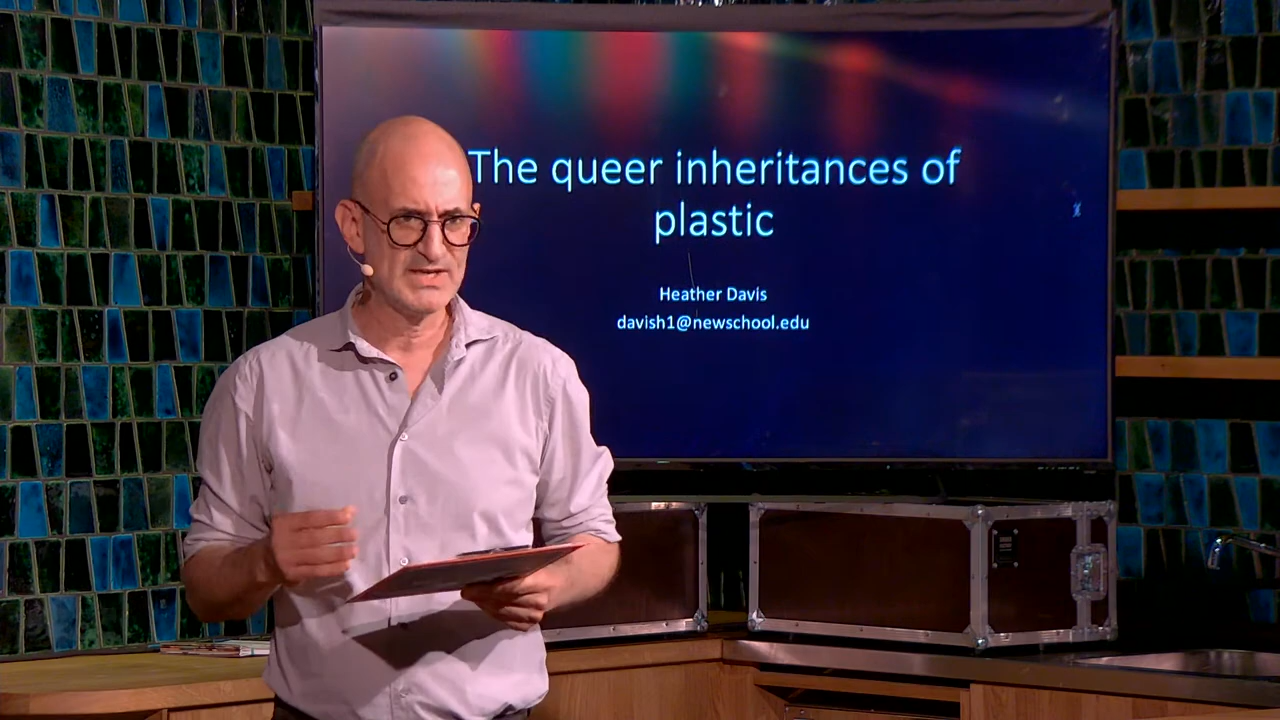 The queer inheritances of
plastic
Heather Davis
davish1@newschool.edu